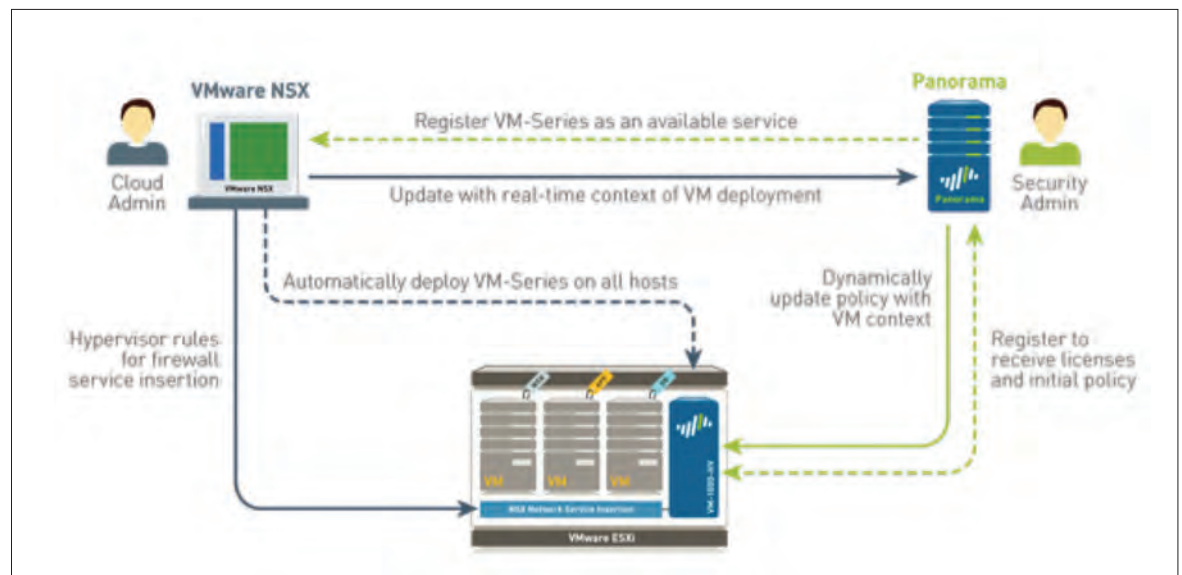 VMware NSX
Panorama
Register VM-Series as an available service
VMware NSX
Cloud
Admin
Update with real-time context of VM deployment
Panorama
Security
Admin
Automatically deploy VM-Series on all hosts
Dynamically
update policy with
VM context
Hypervisor rules
for firewall
service insertion
Register to
receive licenses
and initial policy
VM
VM
VM
VM-1000-HV
NSX Network Service Insertion
VMware ESXi